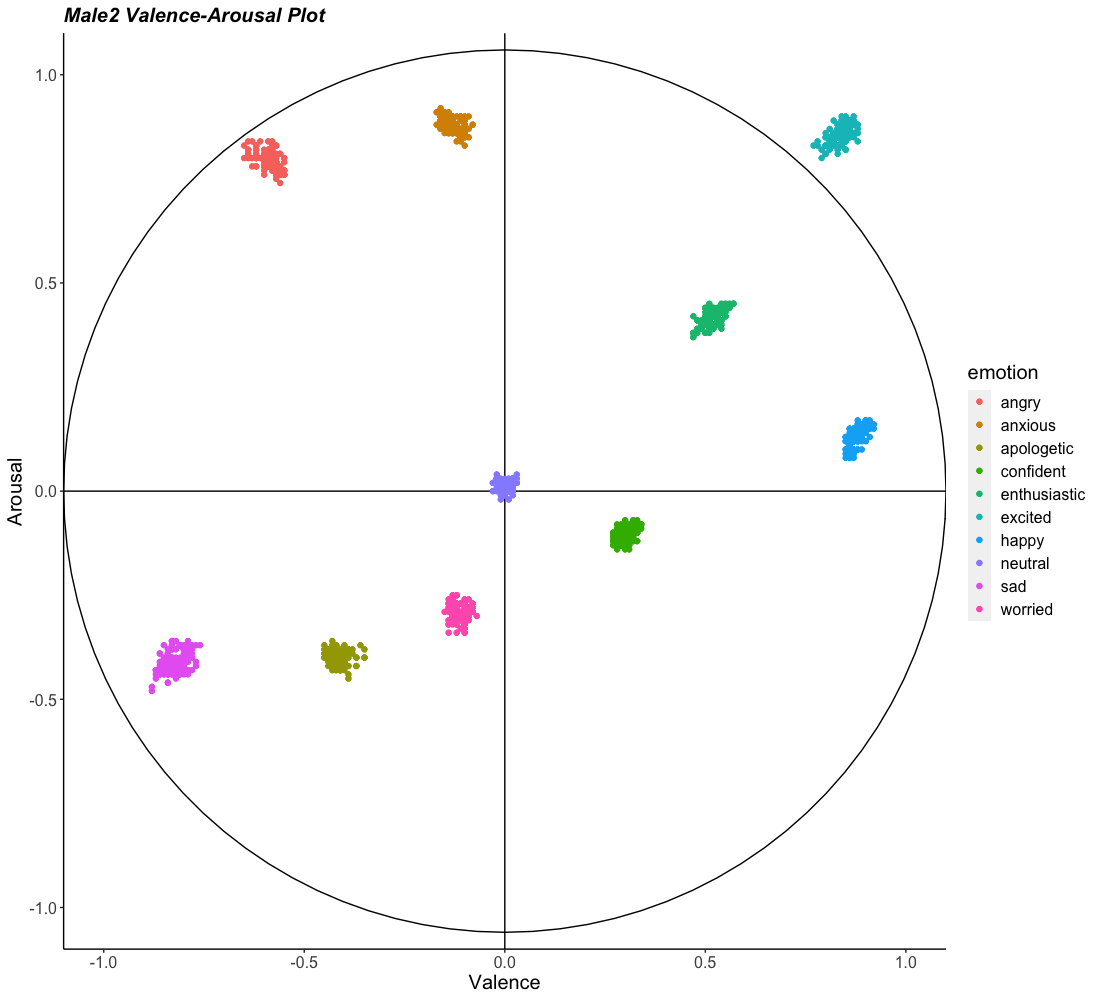 Male2 Valence-Arousal Plot
1.0
0.5
0.0
-0.5
-1.0
Arousal
-1.0
-0.5
0.0
0.5
1.0
Valence
emotion
angry
anxious
apologetic
confident
enthusiastic
excited
happy
neutral
sad
worried